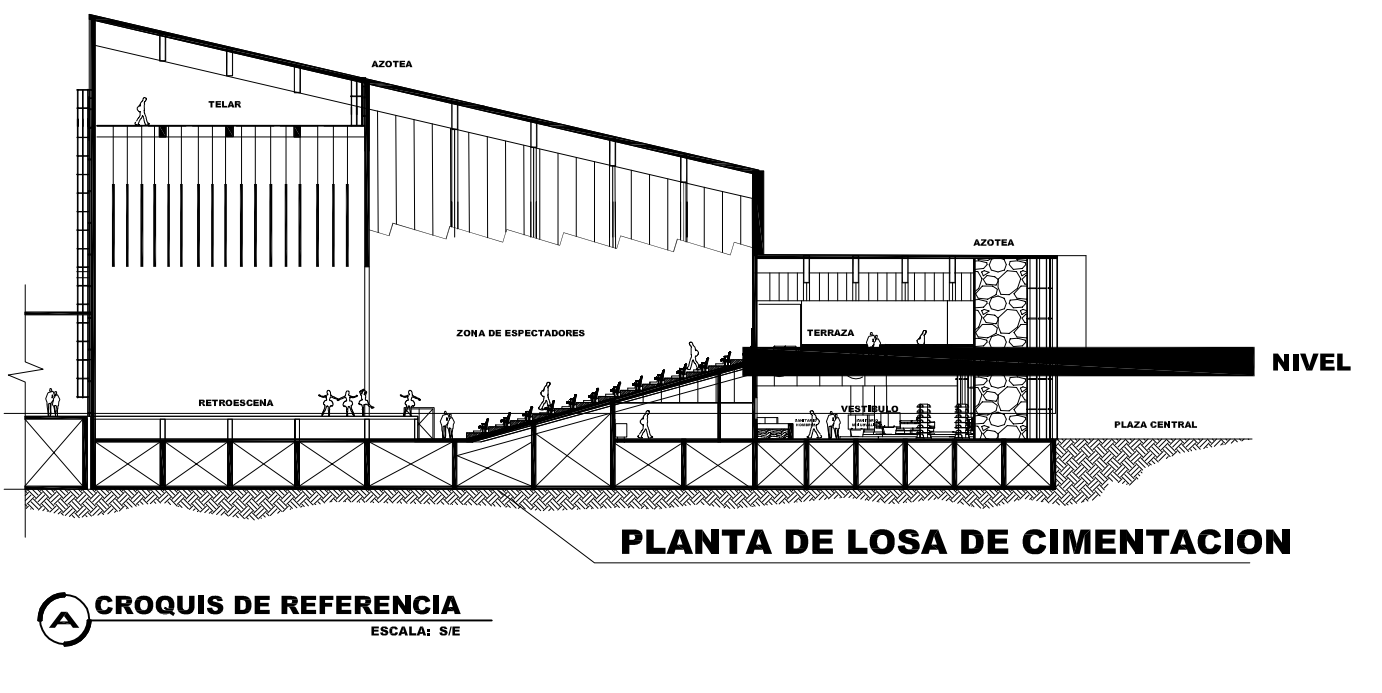 AZOTEA
TELAR
AZOTEA
ZONA DE ESPECTADORES
TERRAZA
NIVEL
RETROESCENA
VESTIBULO
PLAZA CENTRAL
PLANTA DE LOSA DE CIMENTACION
A
CROQUIS DE REFERENCIA
ESCALA: S/E